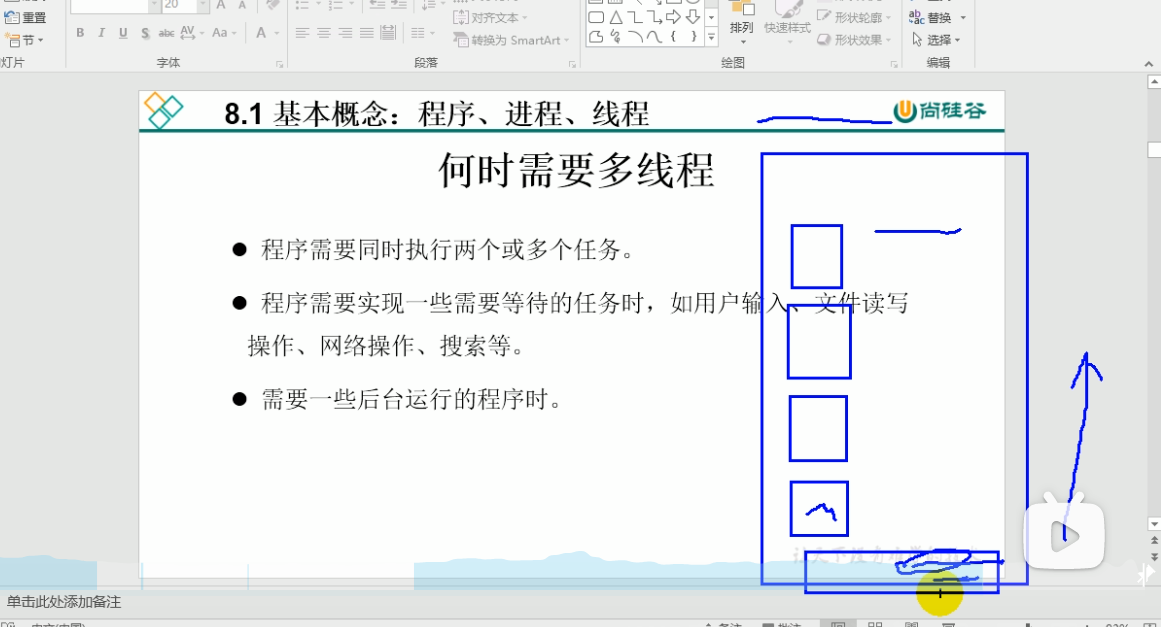 重置
节
灯片
20
A A
B I U S abc AV Aa A
对齐文本
转换为 SmartArt
排列
快速样式
形状轮廓
形状效果
替换
选择
字体
段落
绘图
编辑
8.1 基本概念：程序、进程、线程
尚硅谷
何时需要多线程
● 程序需要同时执行两个或多个任务。
● 程序需要实现一些需要等待的任务时，如用户输入、文件读写
操作、网络操作、搜索等。
● 需要一些后台运行的程序时。
单击此处添加备注